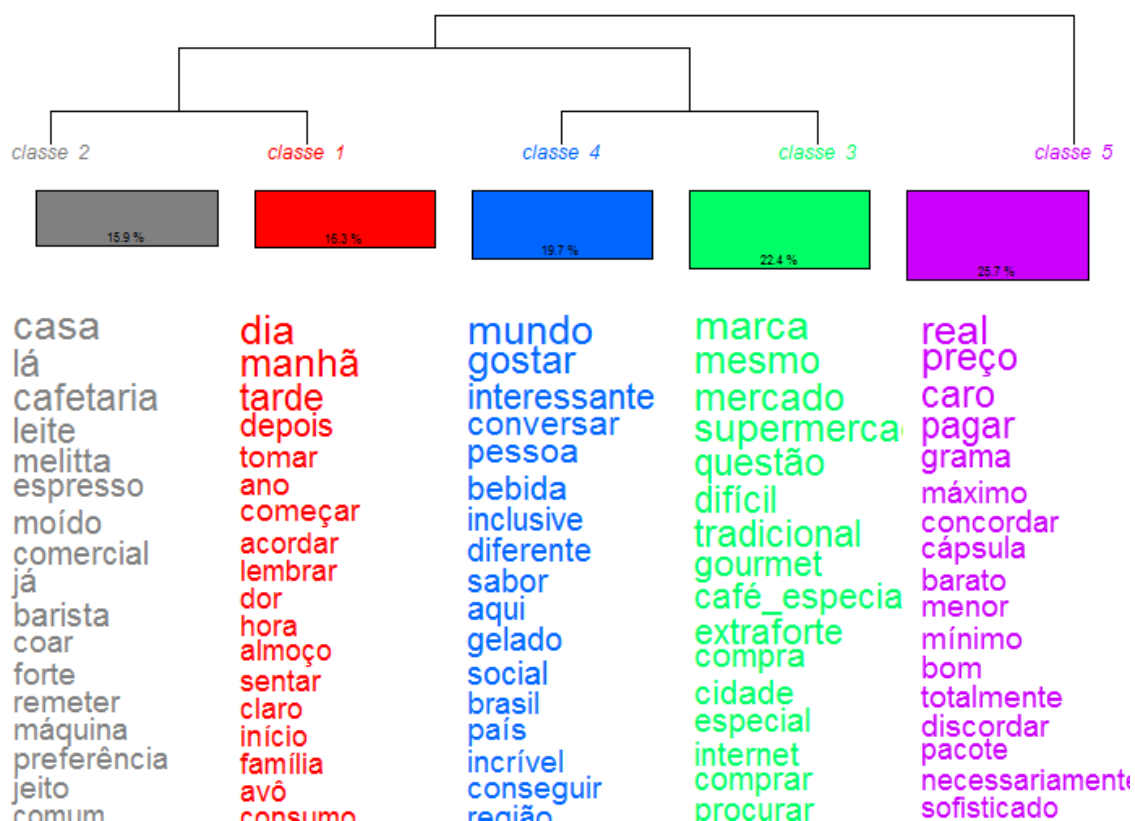 classe 2
classe 1
classe 4
classe 3
classe 5
15.9 %
16.3 %
19.7 %
22.4 %
25.7 %
casa
lá
cafetaria
leite
melitta
espresso
moído
comercial
já
barista
coar
forte
remeter
máquina
preferência
jeito
comum
dia
manhã
tarde
depois
tomar
ano
começar
acordar
lembrar
dor
hora
almoço
sentar
claro
início
família
avô
consumo
mundo
gostar
interessante
conversar
pessoa
bebida
inclusive
diferente
sabor
aqui
gelado
social
brasil
país
incrível
conseguir
região
marca
mesmo
mercado
supermerca
questão
difícil
tradicional
gourmet
café_especia
extraforte
compra
cidade
especial
internet
comprar
procurar
real
preço
caro
pagar
grama
máximo
concordar
cápsula
barato
menor
mínimo
bom
totalmente
discordar
pacote
necessariamente
sofisticado